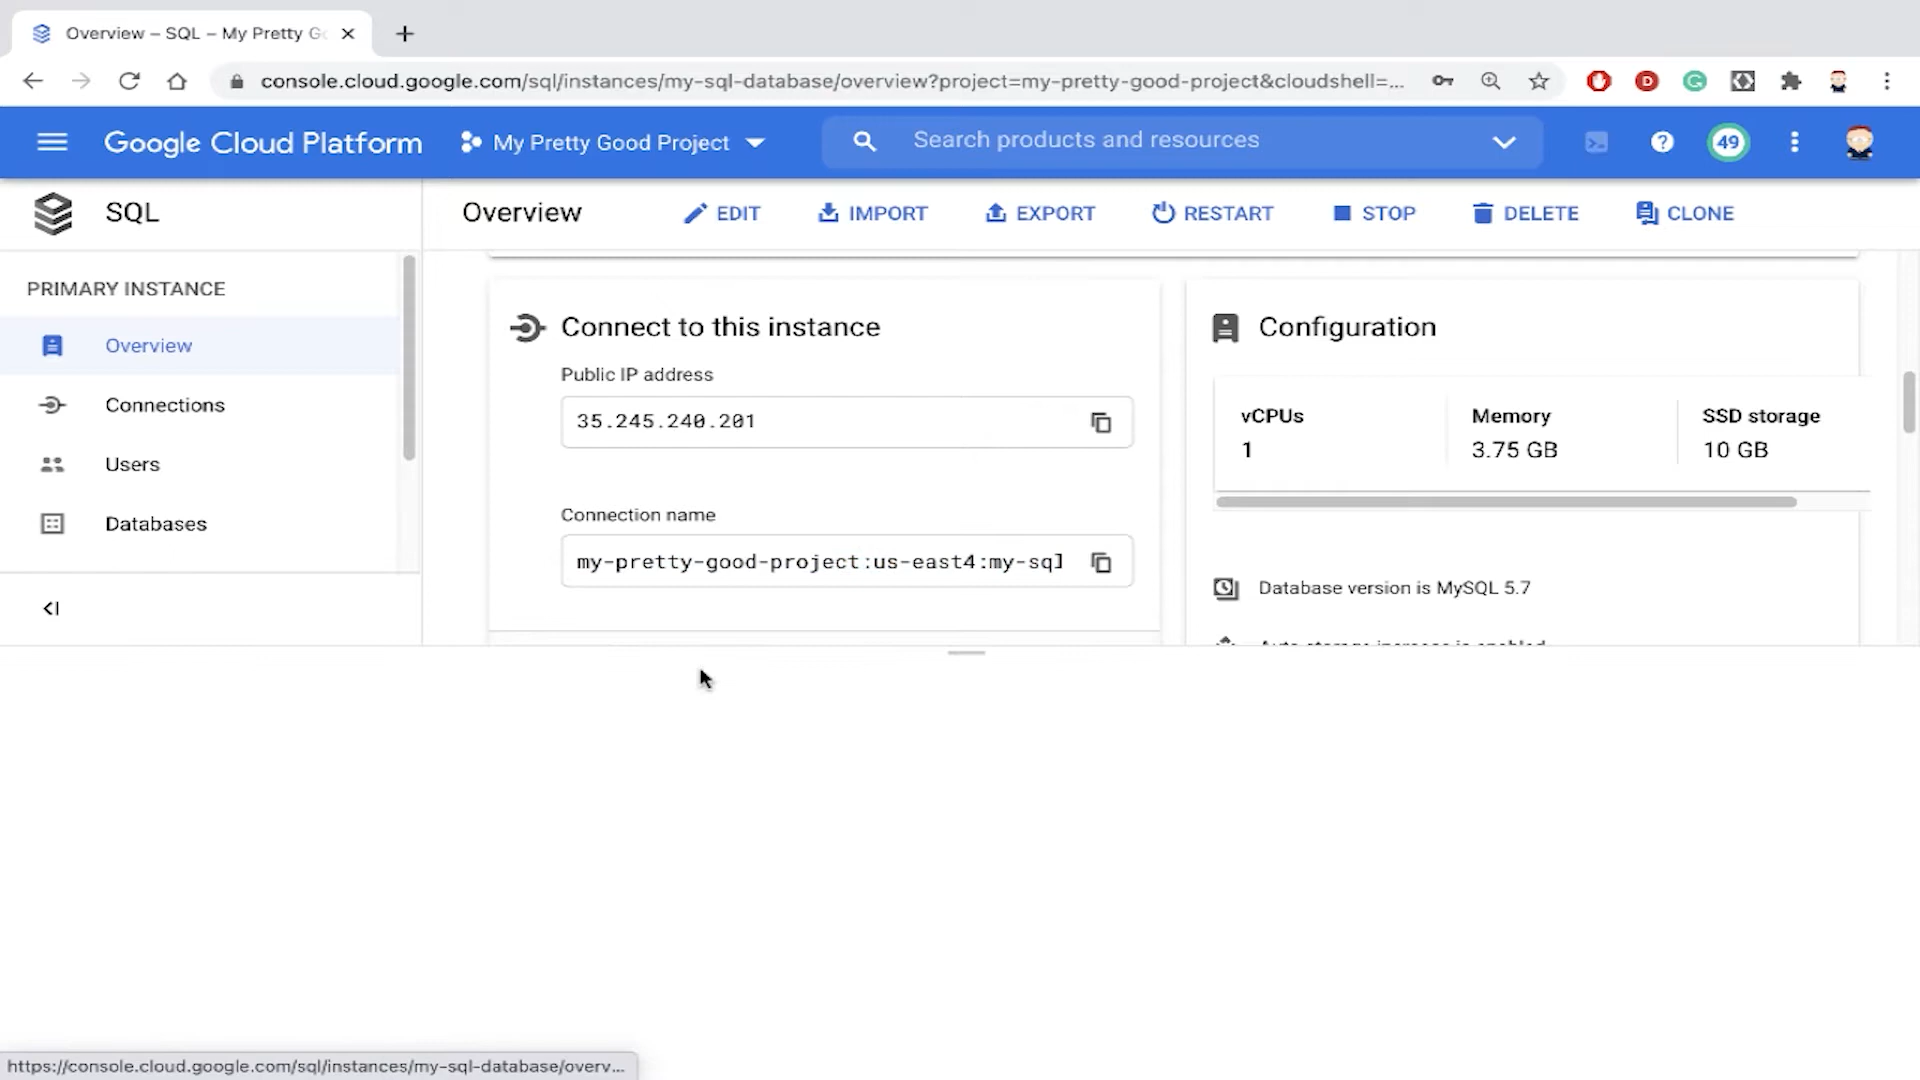 Overview – SQL – My Pretty G
console.cloud.google.com/sql/instances/my-sql-database/overview?project=my-pretty-good-project&cloudshell=...
Google Cloud Platform
My Pretty Good Project
Search products and resources
49
SQL
Overview
EDIT
IMPORT
EXPORT
RESTART
STOP
DELETE
CLONE
PRIMARY INSTANCE
Overview
Connections
Users
Databases
Connect to this instance
Public IP address
35.245.240.201
Connection name
my-pretty-good-project:us-east4:my-sql
Configuration
vCPUs
1
Memory
3.75 GB
SSD storage
10 GB
Database version is MySQL 5.7
Auto storage increase is enabled
https://console.cloud.google.com/sql/instances/my-sql-database/overv...